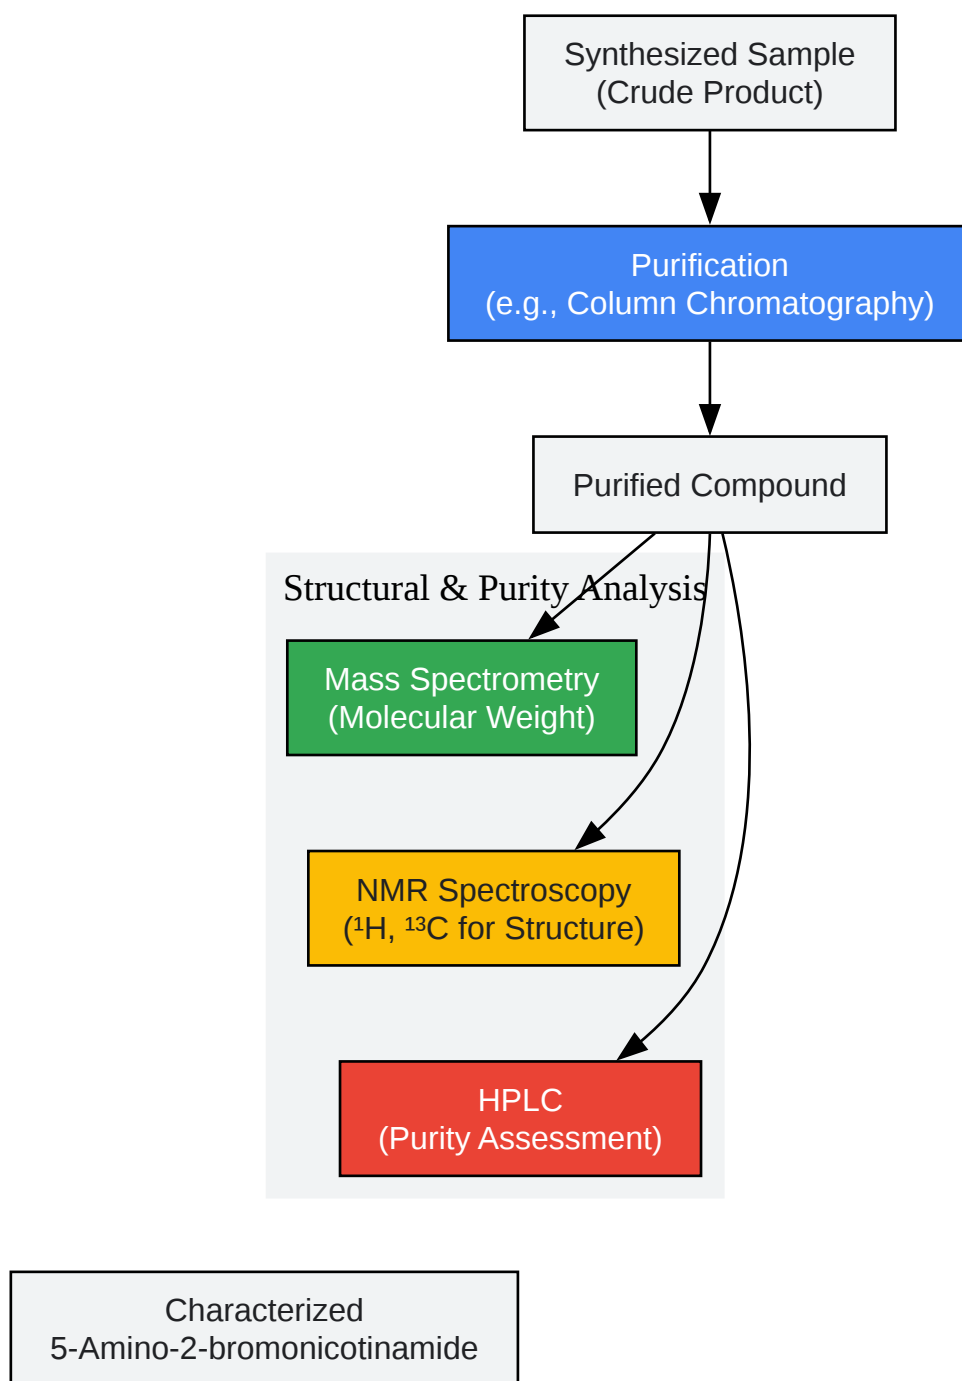 Synthesized Sample
(Crude Product)
Purification
(e.g., Column Chromatography)
Purified Compound
Structural & Purity Analysis
Mass Spectrometry
(Molecular Weight)
NMR Spectroscopy
(¹H, ¹³C for Structure)
HPLC
(Purity Assessment)
Characterized
5-Amino-2-bromonicotinamide